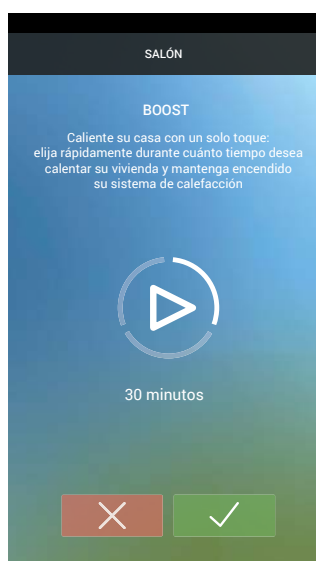 SALÓN
BOOST
Caliente su casa con un solo toque:
elija rápidamente durante cuánto tiempo desea
calentar su vivienda y mantenga encendido
su sistema de calefacción
30 minutos